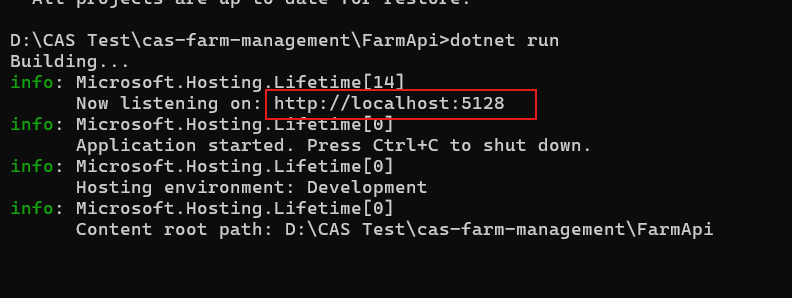 All projects are up to date for restore.
D:\CAS Test\cas-farm-management\FarmApi>dotnet run
Building...
info: Microsoft.Hosting.Lifetime[14]
Now listening on: http://localhost:5128
info: Microsoft.Hosting.Lifetime[0]
Application started. Press Ctrl+C to shut down.
info: Microsoft.Hosting.Lifetime[0]
Hosting environment: Development
info: Microsoft.Hosting.Lifetime[0]
Content root path: D:\CAS Test\cas-farm-management\FarmApi